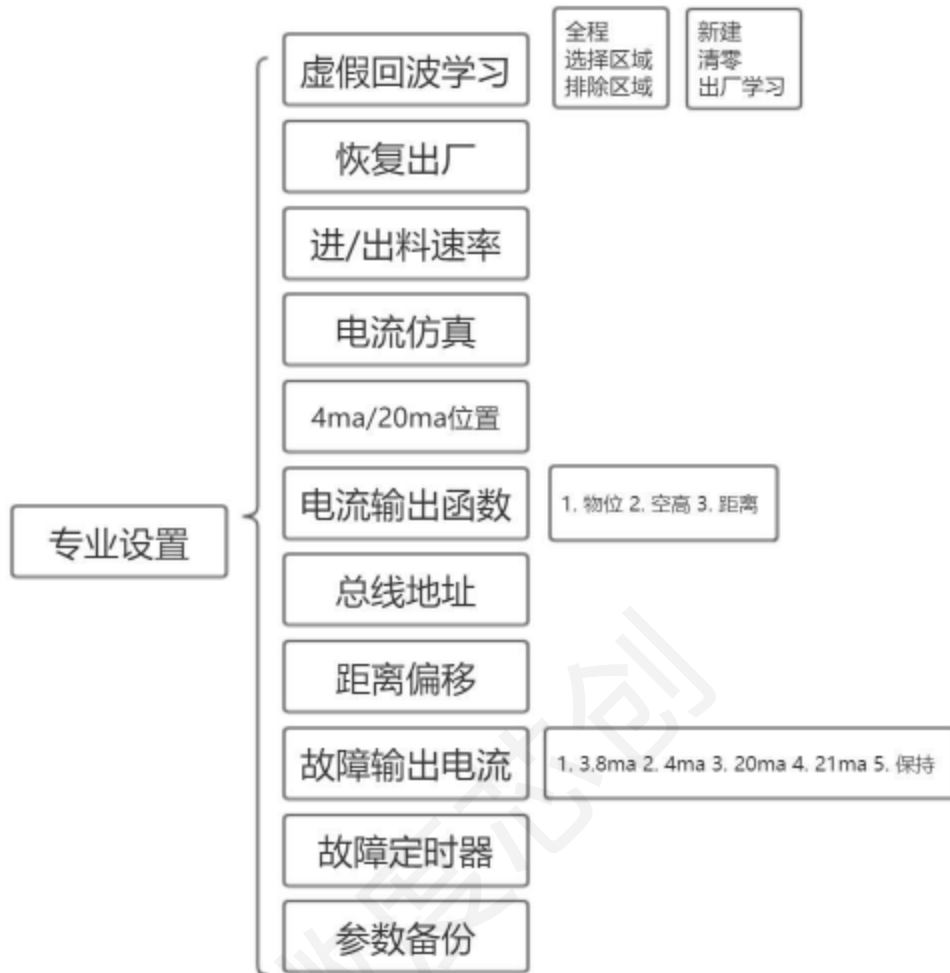 虚假回波学习
全程
选择区域
排除区域
新建
清零
出厂学习
恢复出厂
进/出料速率
电流仿真
4ma/20ma位置
专业设置
电流输出函数
1. 物位 2. 空高 3. 距离
总线地址
距离偏移
故障输出电流
1. 3.8ma 2. 4ma 3. 20ma 4. 21ma 5. 保持
故障定时器
参数备份
度芯创